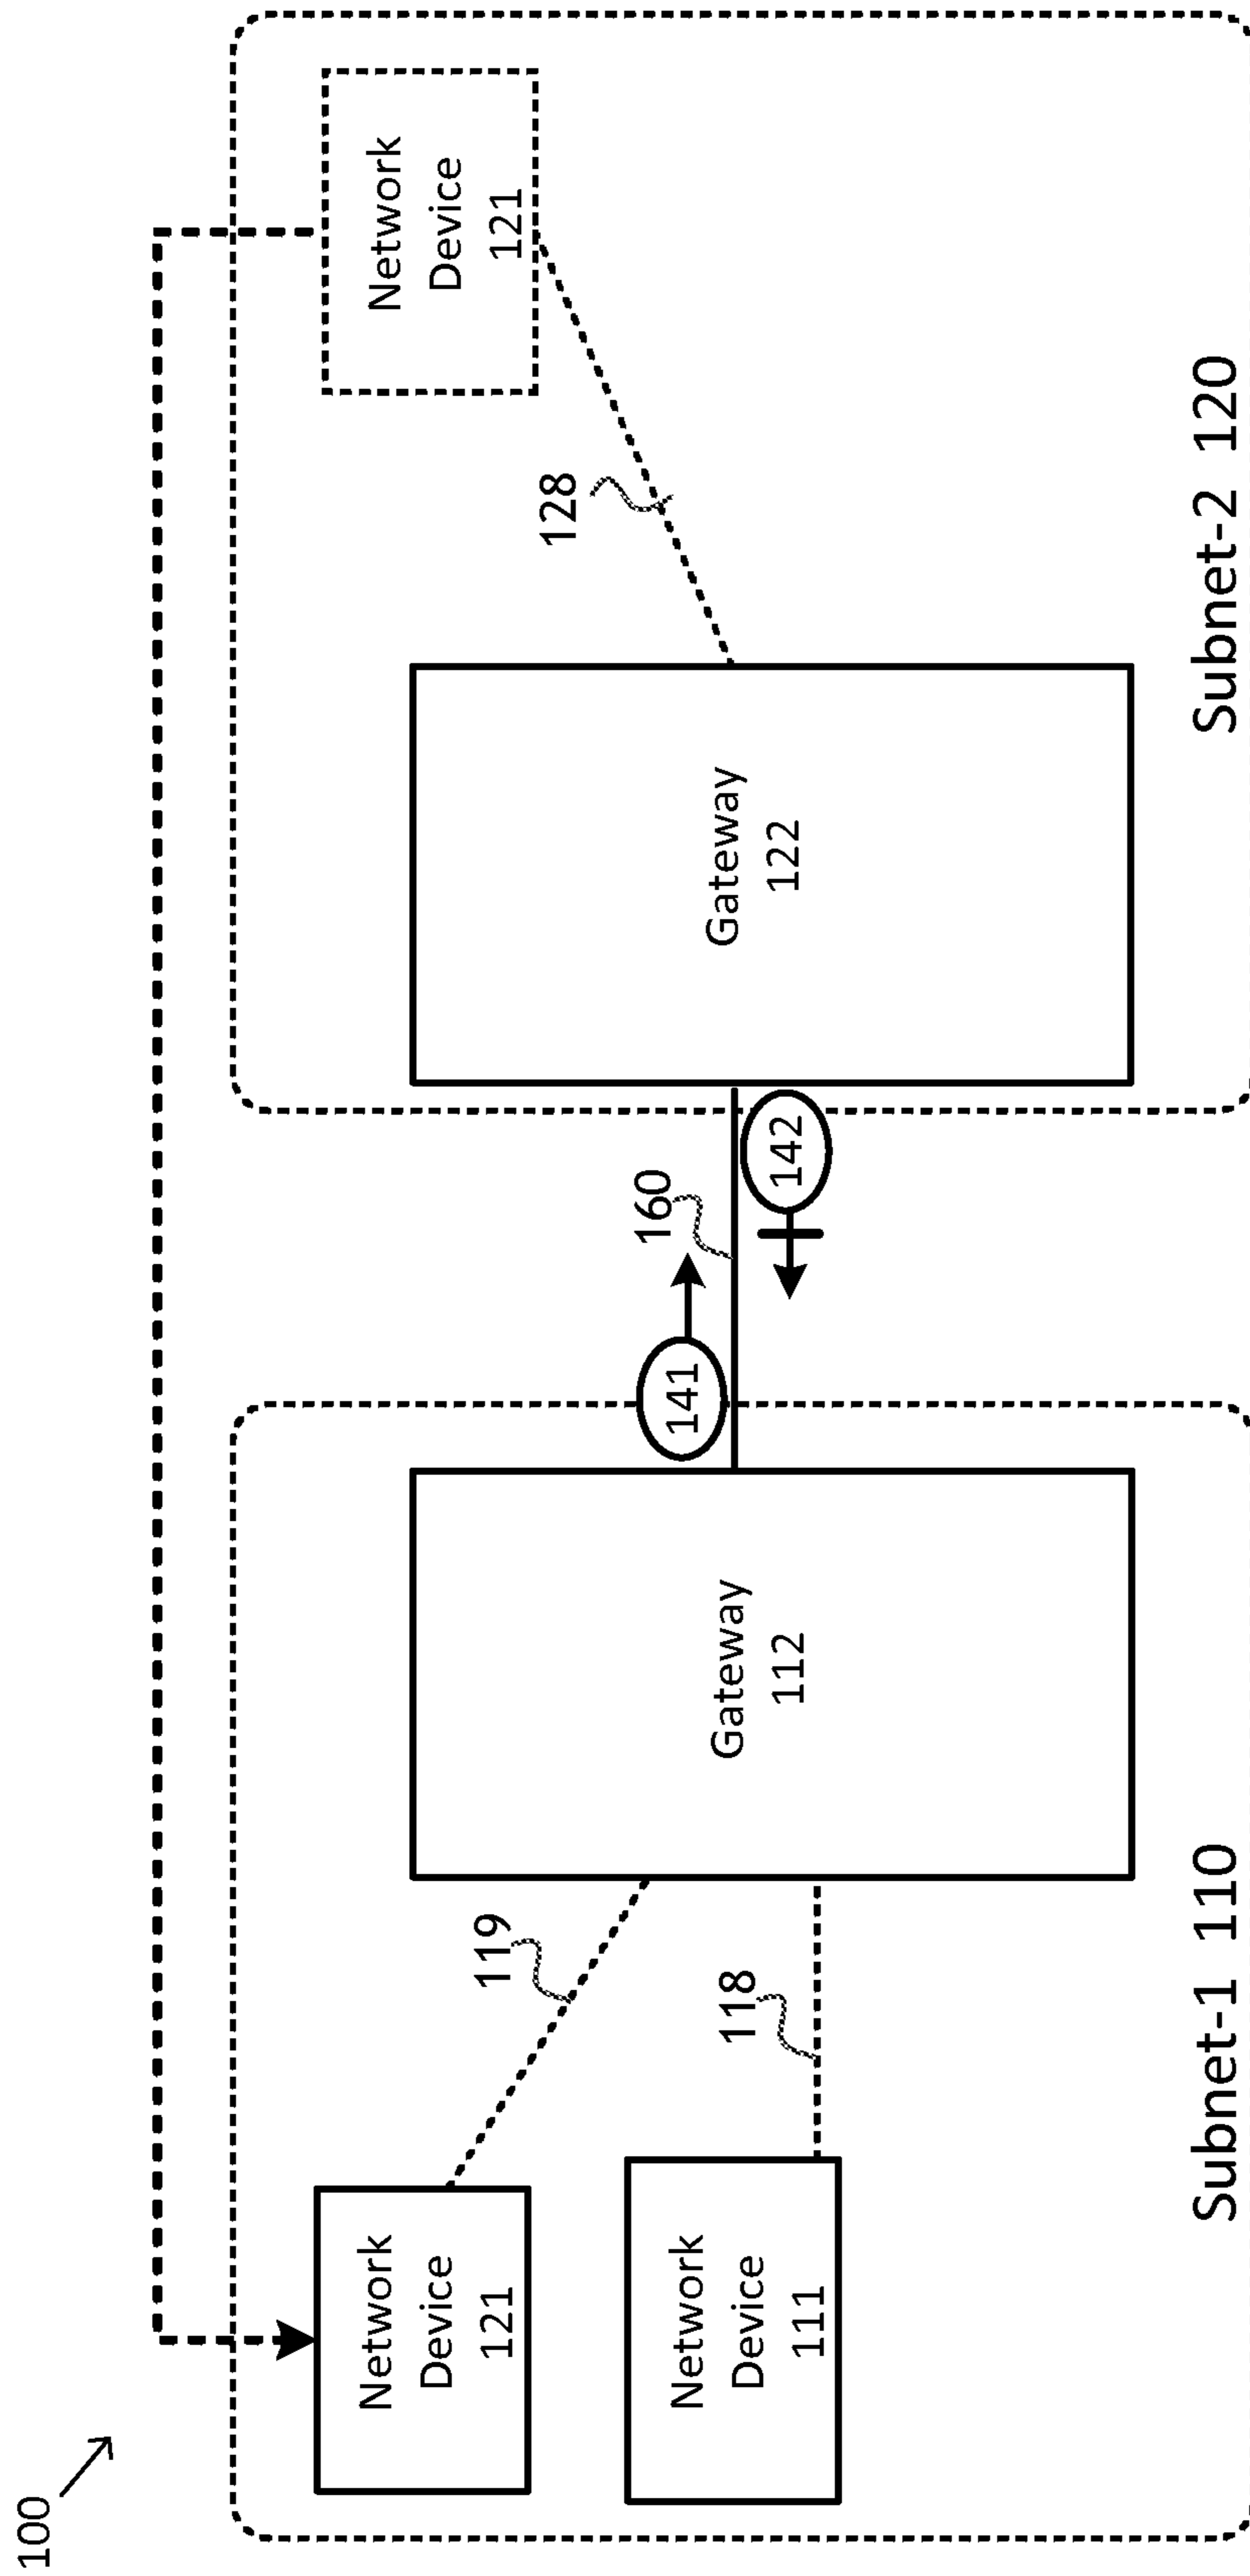 100
Network
Device
121
Network
Device
111
119
118
Gateway
112
Subnet-1 110
141
160
142
Gateway
122
128
Network
Device
121
Subnet-2 120